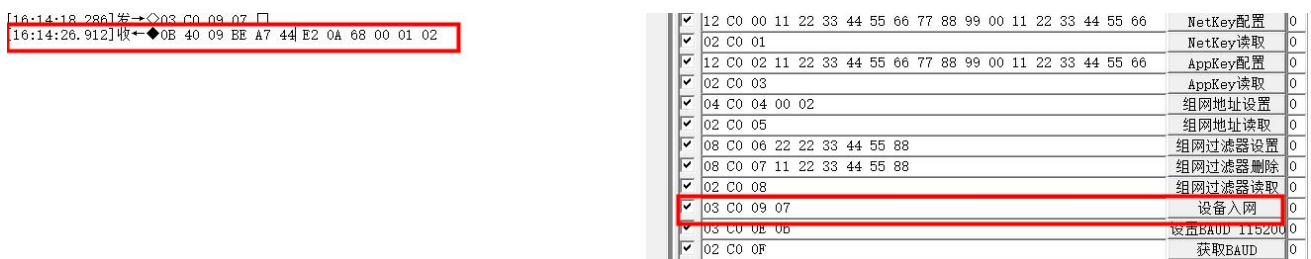 [16:14:18.286]发→◇03 C0 09 07 □
[16:14:26.912]收←◆0B 40 09 BE A7 44 E2 0A 68 00 01 02
12 C0 00 11 22 33 44 55 66 77 88 99 00 11 22 33 44 55 66 NetKey配置 0
02 C0 01 NetKey读取 0
12 C0 02 11 22 33 44 55 66 77 88 99 00 11 22 33 44 55 66 AppKey配置 0
02 C0 03 AppKey读取 0
04 C0 04 00 02 组网地址设置 0
02 C0 05 组网地址读取 0
08 C0 06 22 22 33 44 55 88 组网过滤器设置 0
08 C0 07 11 22 33 44 55 88 组网过滤器删除 0
02 C0 08 组网过滤器读取 0
03 C0 09 07 设备入网 0
03 C0 0E 0B 设置BAUD 115200 0
02 C0 0F 获取BAUD 0